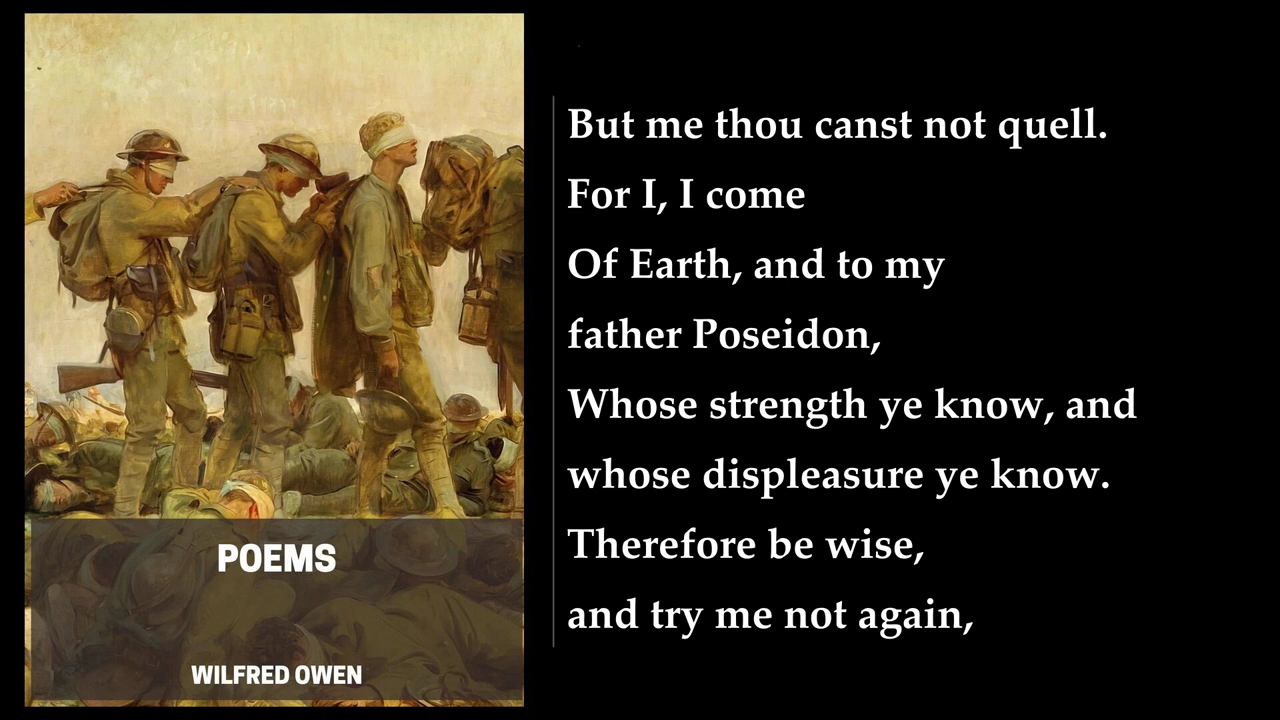 POEMS
WILFRED OWEN
But me thou canst not quell.
For I, I come
Of Earth, and to my
father Poseidon,
Whose strength ye know, and
whose displeasure ye know.
Therefore be wise,
and try me not again,